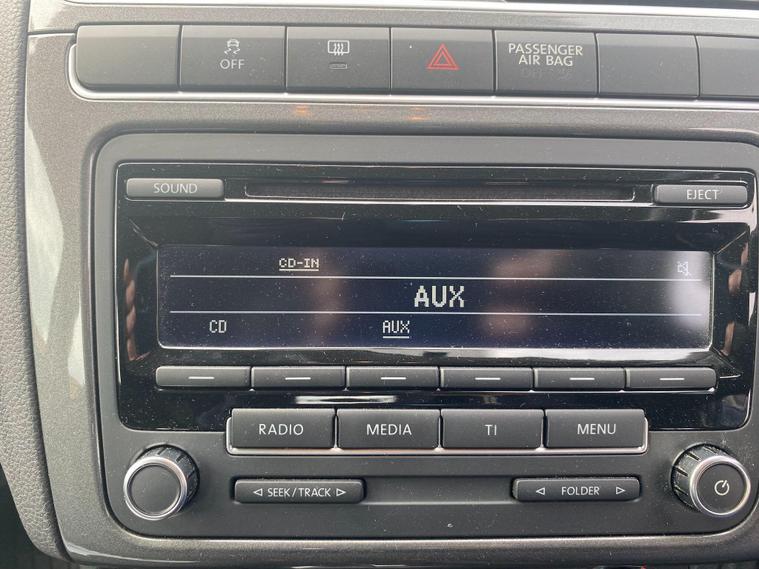 OFF
PASSENGER
AIR BAG
SOUND
EJECT
CD-IN
AUX
CD AUX
RADIO MEDIA TI MENU
SEEK/TRACK FOLDER